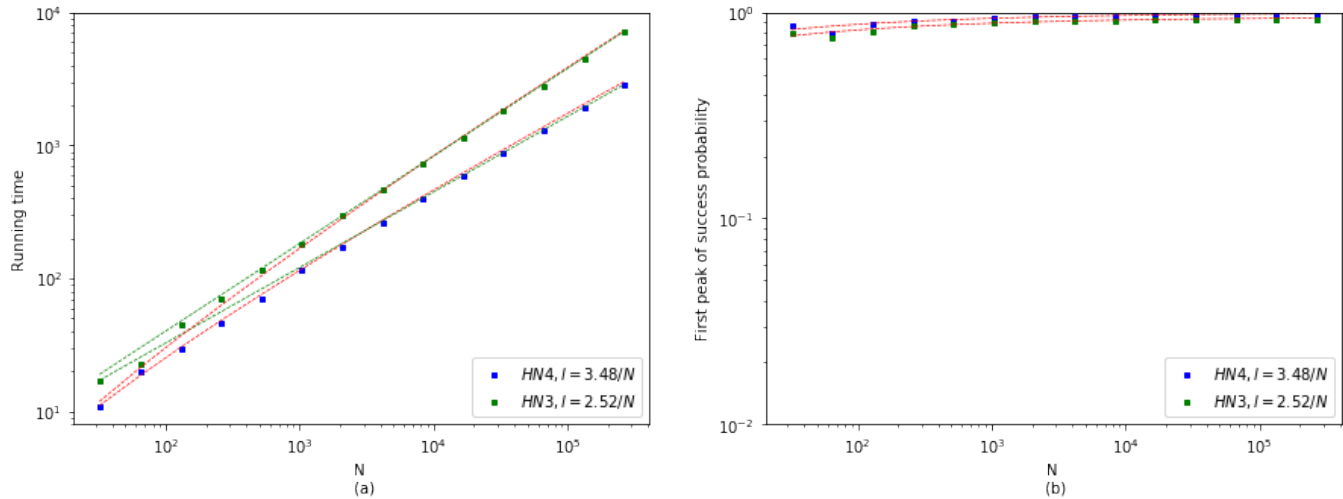 Running time
10^4
10^3
10^2
10^1
10^2
10^3
10^4
10^5
N
(a)
HN4, l = 3.48/N
HN3, l = 2.52/N
First peak of success probability
10^0
10^{-1}
10^{-2}
10^2
10^3
10^4
10^5
N
(b)
HN4, l = 3.48/N
HN3, l = 2.52/N